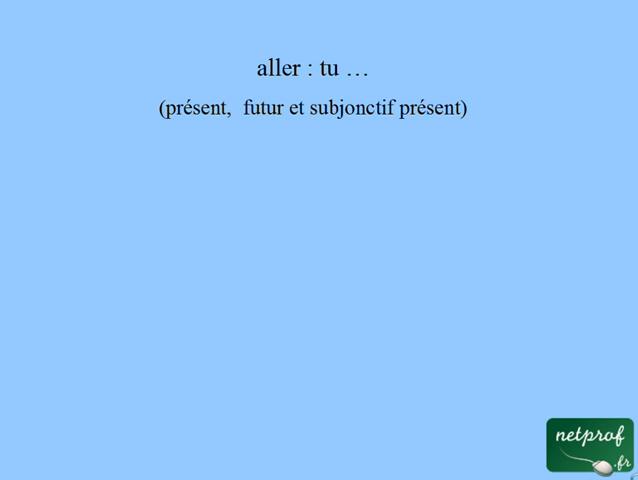 aller : tu …
(présent, futur et subjonctif présent)
netprof
.fr